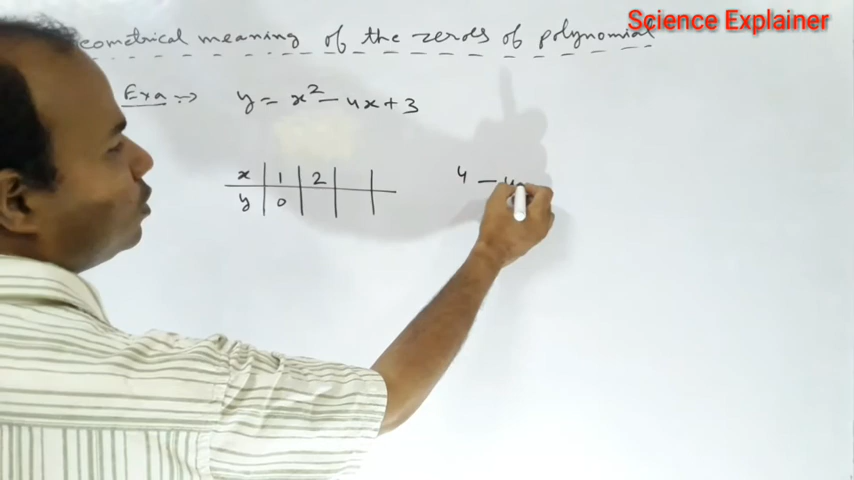 Science Explainer
eometrical meaning of the zeroes of polynomial
Exa :->
y = x² - 4x + 3
x 1 2
y 0
4 - 4